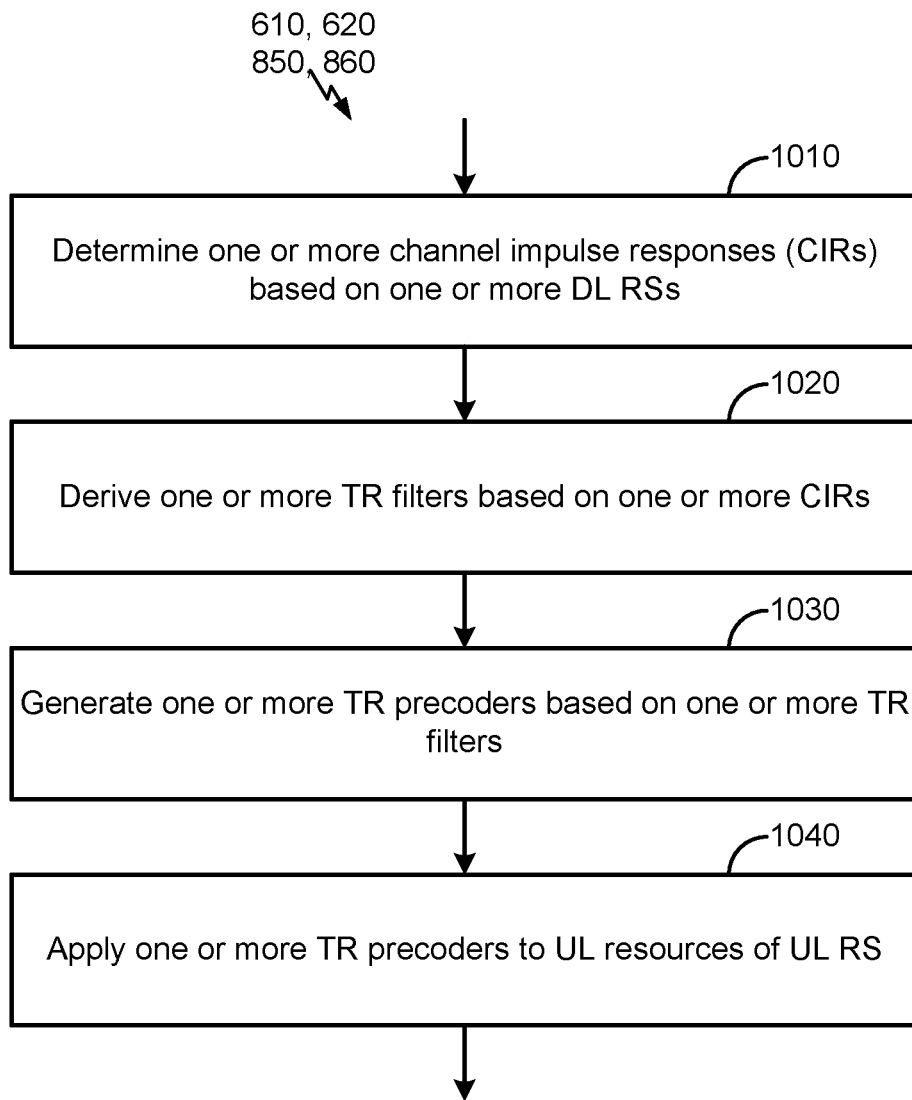 610, 620
850, 860
1010
Determine one or more channel impulse responses (CIRs)
based on one or more DL RSs
1020
Derive one or more TR filters based on one or more CIRs
1030
Generate one or more TR precoders based on one or more TR
filters
1040
Apply one or more TR precoders to UL resources of UL RS